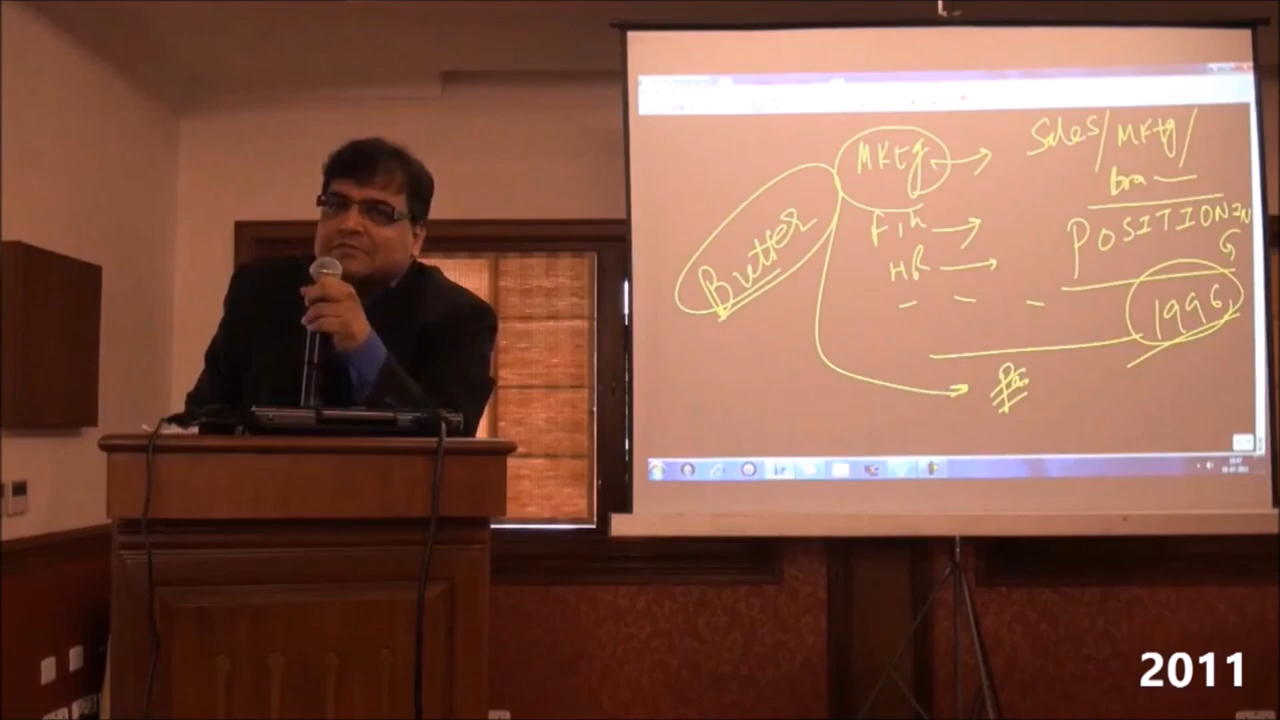 Butter
MKtg. → Sales/MKtg/
bra
Fin → POSITIONIN
HR →
1996
2011